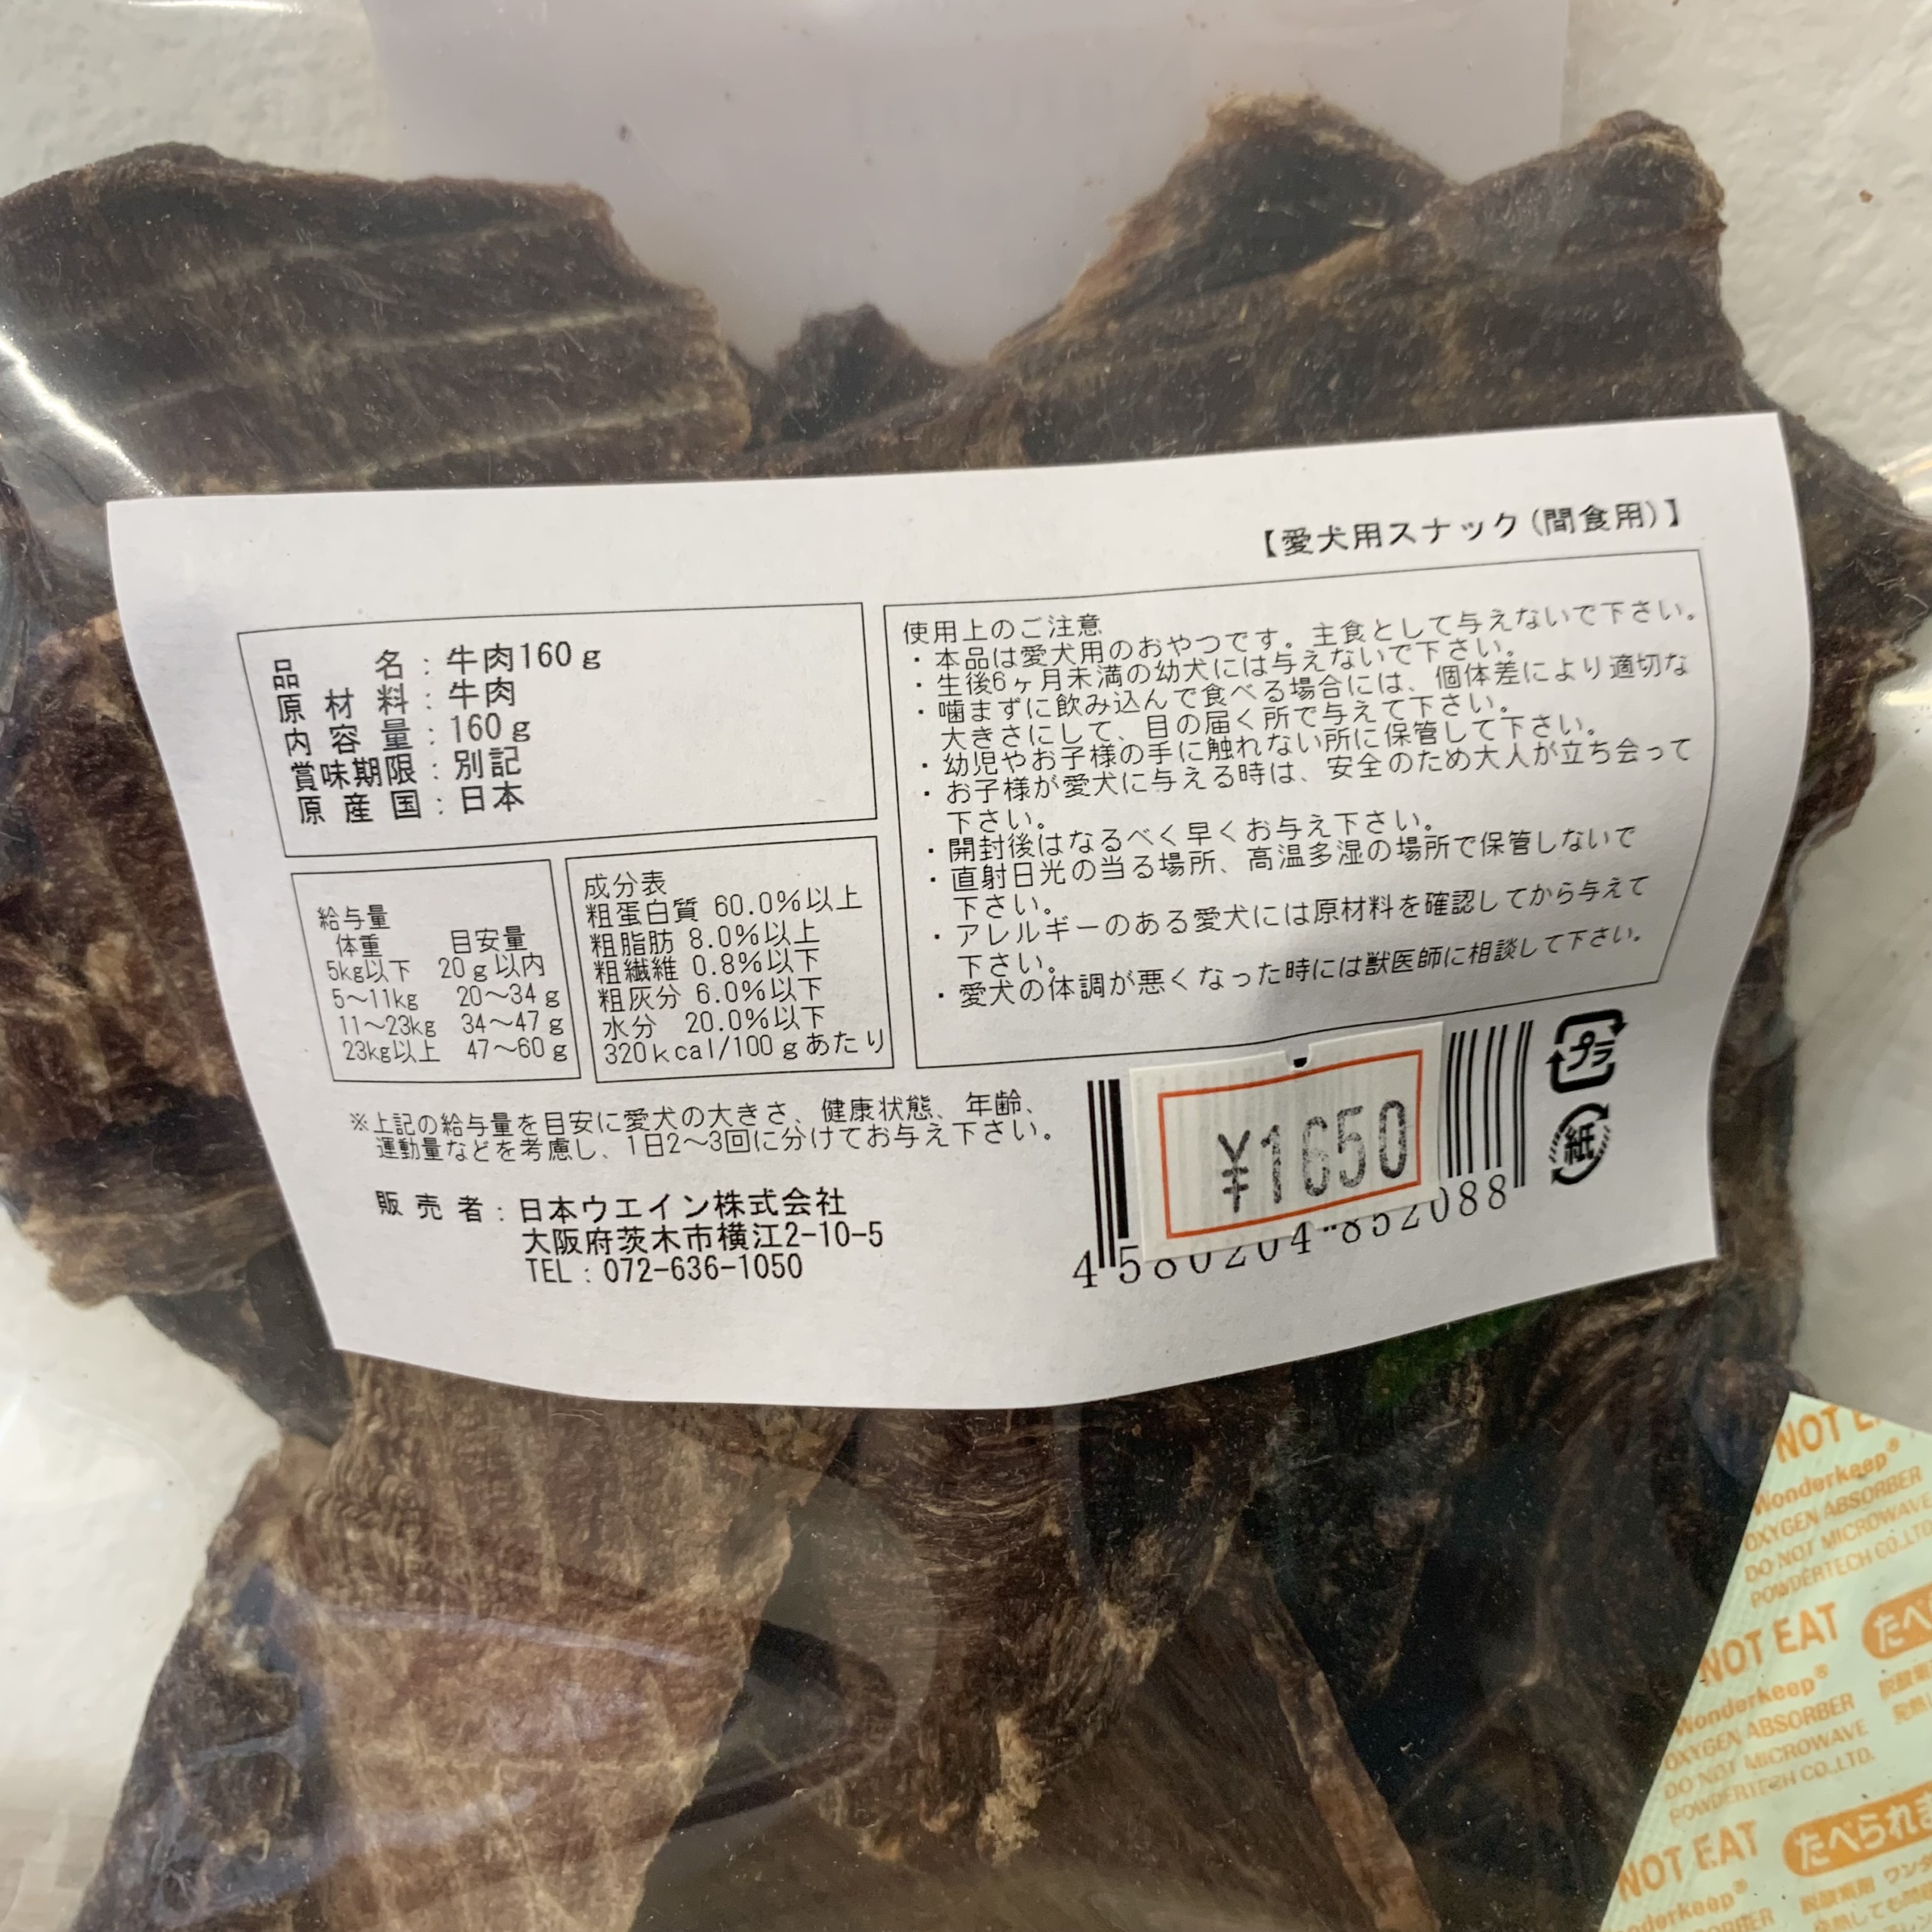 【愛犬用スナック(間食用)】
品名:牛肉160g
原材料:牛肉
内容量:160g
賞味期限:別記
原産国:日本
給与量
体重 目安量
5kg以下 20g以内
5～11kg 20～34g
11～23kg 34～47g
23kg以上 47～60g
成分表
粗蛋白質 60.0%以上
粗脂肪 8.0%以上
粗繊維 0.8%以下
粗灰分 6.0%以下
水分 20.0%以下
320kcal/100gあたり
使用上のご注意
・本品は愛犬用のおやつです。主食として与えないで下さい。
・生後6ヶ月未満の幼犬には与えないで下さい。
・噛まずに飲み込んで食べる場合には、個体差により適切な
大きさにして、目の届く所で与えて下さい。
・幼児やお子様の手に触れない所に保管して下さい。
・お子様が愛犬に与える時は、安全のため大人が立ち会って
下さい。
・開封後はなるべく早くお与え下さい。
・直射日光の当る場所、高温多湿の場所で保管しないで
下さい。
・アレルギーのある愛犬には原材料を確認してから与えて
下さい。
・愛犬の体調が悪くなった時には獣医師に相談して下さい。
※上記の給与量を目安に愛犬の大きさ、健康状態、年齢、
運動量などを考慮し、1日2～3回に分けてお与え下さい。
販売者:日本ウエイン株式会社
大阪府茨木市横江2-10-5
TEL:072-636-1050
¥1650
4 580204 852088
プラ
紙
NOT
Wonderkeep®
OXYGEN ABSORBER
DO NOT MICROWAVE
POWDERTECH CO.,LTD.
NOT EAT
たべ
Wonderkeep®
OXYGEN ABSORBER
DO NOT MICROWAVE
POWDERTECH CO.,LTD.
NOT EAT
たべられ
脱酸素剤